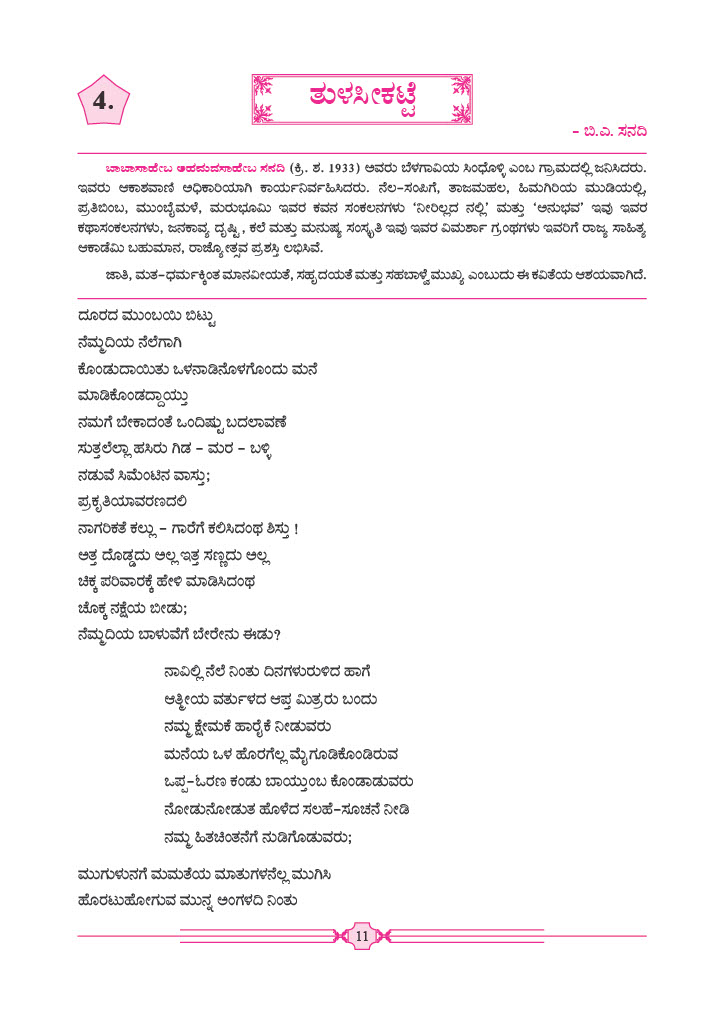 4.
ತುಳಸೀಕಟ್ಟೆ
– ಬಿ.ಎ. ಸನದಿ
ಬಾಬಾಸಾಹೇಬ ಅಹಮದಸಾಹೇಬ ಸನದಿ (ಕ್ರಿ. ಶ. 1933) ಅವರು ಬೆಳಗಾವಿಯ ಸಿಂಧೊಳ್ಳಿ ಎಂಬ ಗ್ರಾಮದಲ್ಲಿ ಜನಿಸಿದರು.
ಇವರು ಆಕಾಶವಾಣಿ ಅಧಿಕಾರಿಯಾಗಿ ಕಾರ್ಯನಿರ್ವಹಿಸಿದರು. ನೆಲ–ಸಂಪಿಗೆ, ತಾಜಮಹಲ, ಹಿಮಗಿರಿಯ ಮುಡಿಯಲ್ಲಿ,
ಪ್ರತಿಬಿಂಬ, ಮುಂಬೈಮಳೆ, ಮರುಭೂಮಿ ಇವರ ಕವನ ಸಂಕಲನಗಳು ‘ನೀರಿಲ್ಲದ ನಲ್ಲಿ’ ಮತ್ತು ‘ಅನುಭವ’ ಇವು ಇವರ
ಕಥಾಸಂಕಲನಗಳು, ಜನಕಾವ್ಯ ದೃಷ್ಟಿ, ಕಲೆ ಮತ್ತು ಮನುಷ್ಯ ಸಂಸ್ಕೃತಿ ಇವು ಇವರ ವಿಮರ್ಶಾ ಗ್ರಂಥಗಳು ಇವರಿಗೆ ರಾಜ್ಯ ಸಾಹಿತ್ಯ
ಆಕಾಡೆಮಿ ಬಹುಮಾನ, ರಾಜ್ಯೋತ್ಸವ ಪ್ರಶಸ್ತಿ ಲಭಿಸಿವೆ.
ಜಾತಿ, ಮತ–ಧರ್ಮಕ್ಕಿಂತ ಮಾನವೀಯತೆ, ಸಹೃದಯತೆ ಮತ್ತು ಸಹಬಾಳ್ವೆ ಮುಖ್ಯ ಎಂಬುದು ಈ ಕವಿತೆಯ ಆಶಯವಾಗಿದೆ.
ದೂರದ ಮುಂಬಯಿ ಬಿಟ್ಟು
ನೆಮ್ಮದಿಯ ನೆಲೆಗಾಗಿ
ಕೊಂಡುದಾಯಿತು ಒಳನಾಡಿನೊಳಗೊಂದು ಮನೆ
ಮಾಡಿಕೊಂಡದ್ದಾಯ್ತು
ನಮಗೆ ಬೇಕಾದಂತೆ ಒಂದಿಷ್ಟು ಬದಲಾವಣೆ
ಸುತ್ತಲೆಲ್ಲಾ ಹಸಿರು ಗಿಡ – ಮರ – ಬಳ್ಳಿ
ನಡುವೆ ಸಿಮೆಂಟಿನ ವಾಸ್ತು;
ಪ್ರಕೃತಿಯಾವರಣದಲಿ
ನಾಗರಿಕತೆ ಕಲ್ಲು – ಗಾರೆಗೆ ಕಲಿಸಿದಂಥ ಶಿಸ್ತು !
ಅತ್ತ ದೊಡ್ಡದು ಅಲ್ಲ ಇತ್ತ ಸಣ್ಣದು ಅಲ್ಲ
ಚಿಕ್ಕ ಪರಿವಾರಕ್ಕೆ ಹೇಳಿ ಮಾಡಿಸಿದಂಥ
ಚೊಕ್ಕ ನಕ್ಷೆಯ ಬೀಡು;
ನೆಮ್ಮದಿಯ ಬಾಳುವೆಗೆ ಬೇರೇನು ಈಡು?
ನಾವಿಲ್ಲಿ ನೆಲೆ ನಿಂತು ದಿನಗಳುರುಳಿದ ಹಾಗೆ
ಆತ್ಮೀಯ ವರ್ತುಳದ ಆಪ್ತ ಮಿತ್ರರು ಬಂದು
ನಮ್ಮ ಕ್ಷೇಮಕೆ ಹಾರೈಕೆ ನೀಡುವರು
ಮನೆಯ ಒಳ ಹೊರಗೆಲ್ಲ ಮೈಗೂಡಿಕೊಂಡಿರುವ
ಒಪ್ಪ–ಓರಣ ಕಂಡು ಬಾಯ್ತುಂಬ ಕೊಂಡಾಡುವರು
ನೋಡುನೋಡುತ ಹೊಳೆದ ಸಲಹೆ–ಸೂಚನೆ ನೀಡಿ
ನಮ್ಮ ಹಿತಚಿಂತನೆಗೆ ನುಡಿಗೊಡುವರು;
ಮುಗುಳುನಗೆ ಮಮತೆಯ ಮಾತುಗಳನೆಲ್ಲ ಮುಗಿಸಿ
ಹೊರಟುಹೋಗುವ ಮುನ್ನ ಅಂಗಳದಿ ನಿಂತು
11